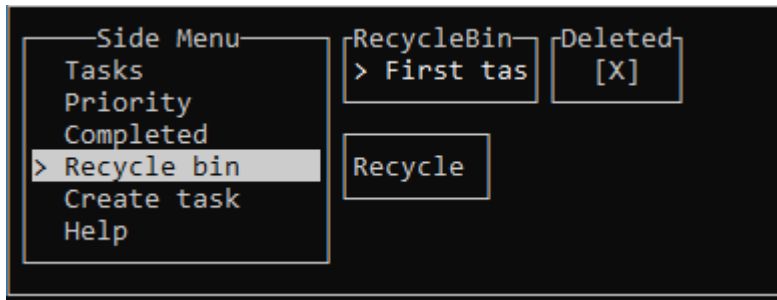 Side Menu
Tasks
Priority
Completed
> Recycle bin
Create task
Help
RecycleBin
> First tas
Deleted
[X]
Recycle